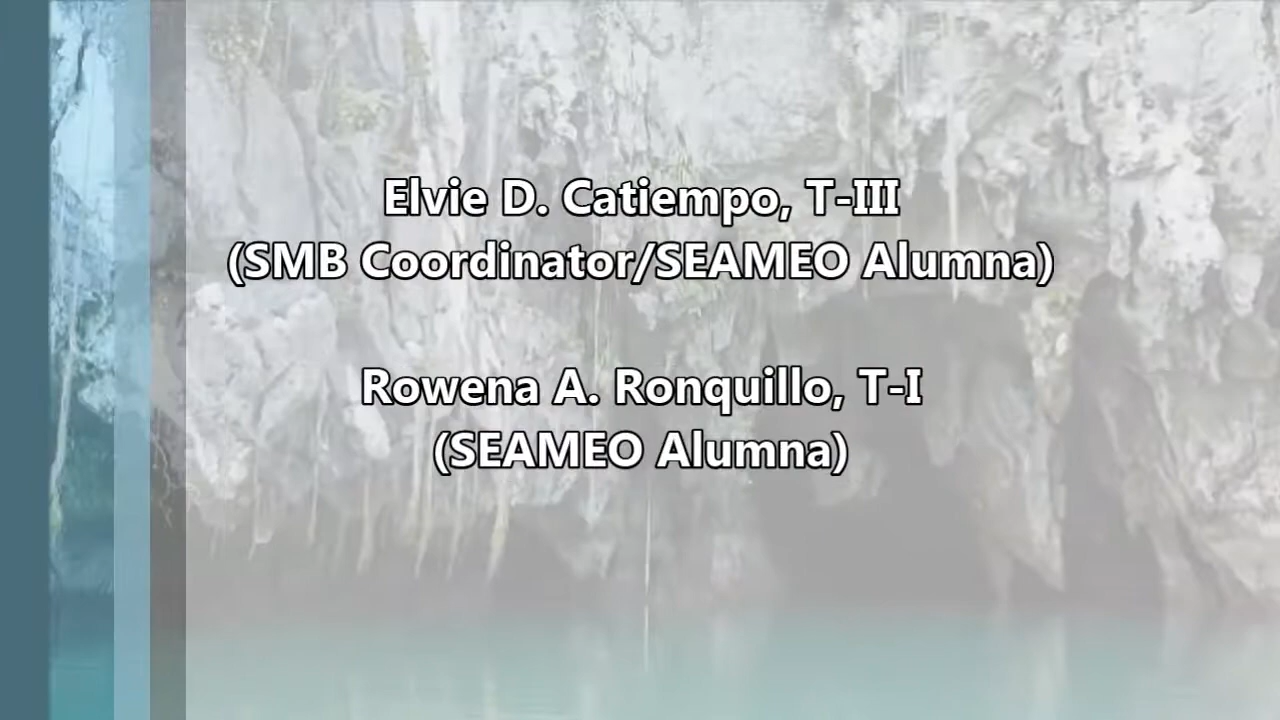 Elvie D. Catiempo, T-III
(SMB Coordinator/SEAMEO Alumna)
Rowena A. Ronquillo, T-I
(SEAMEO Alumna)